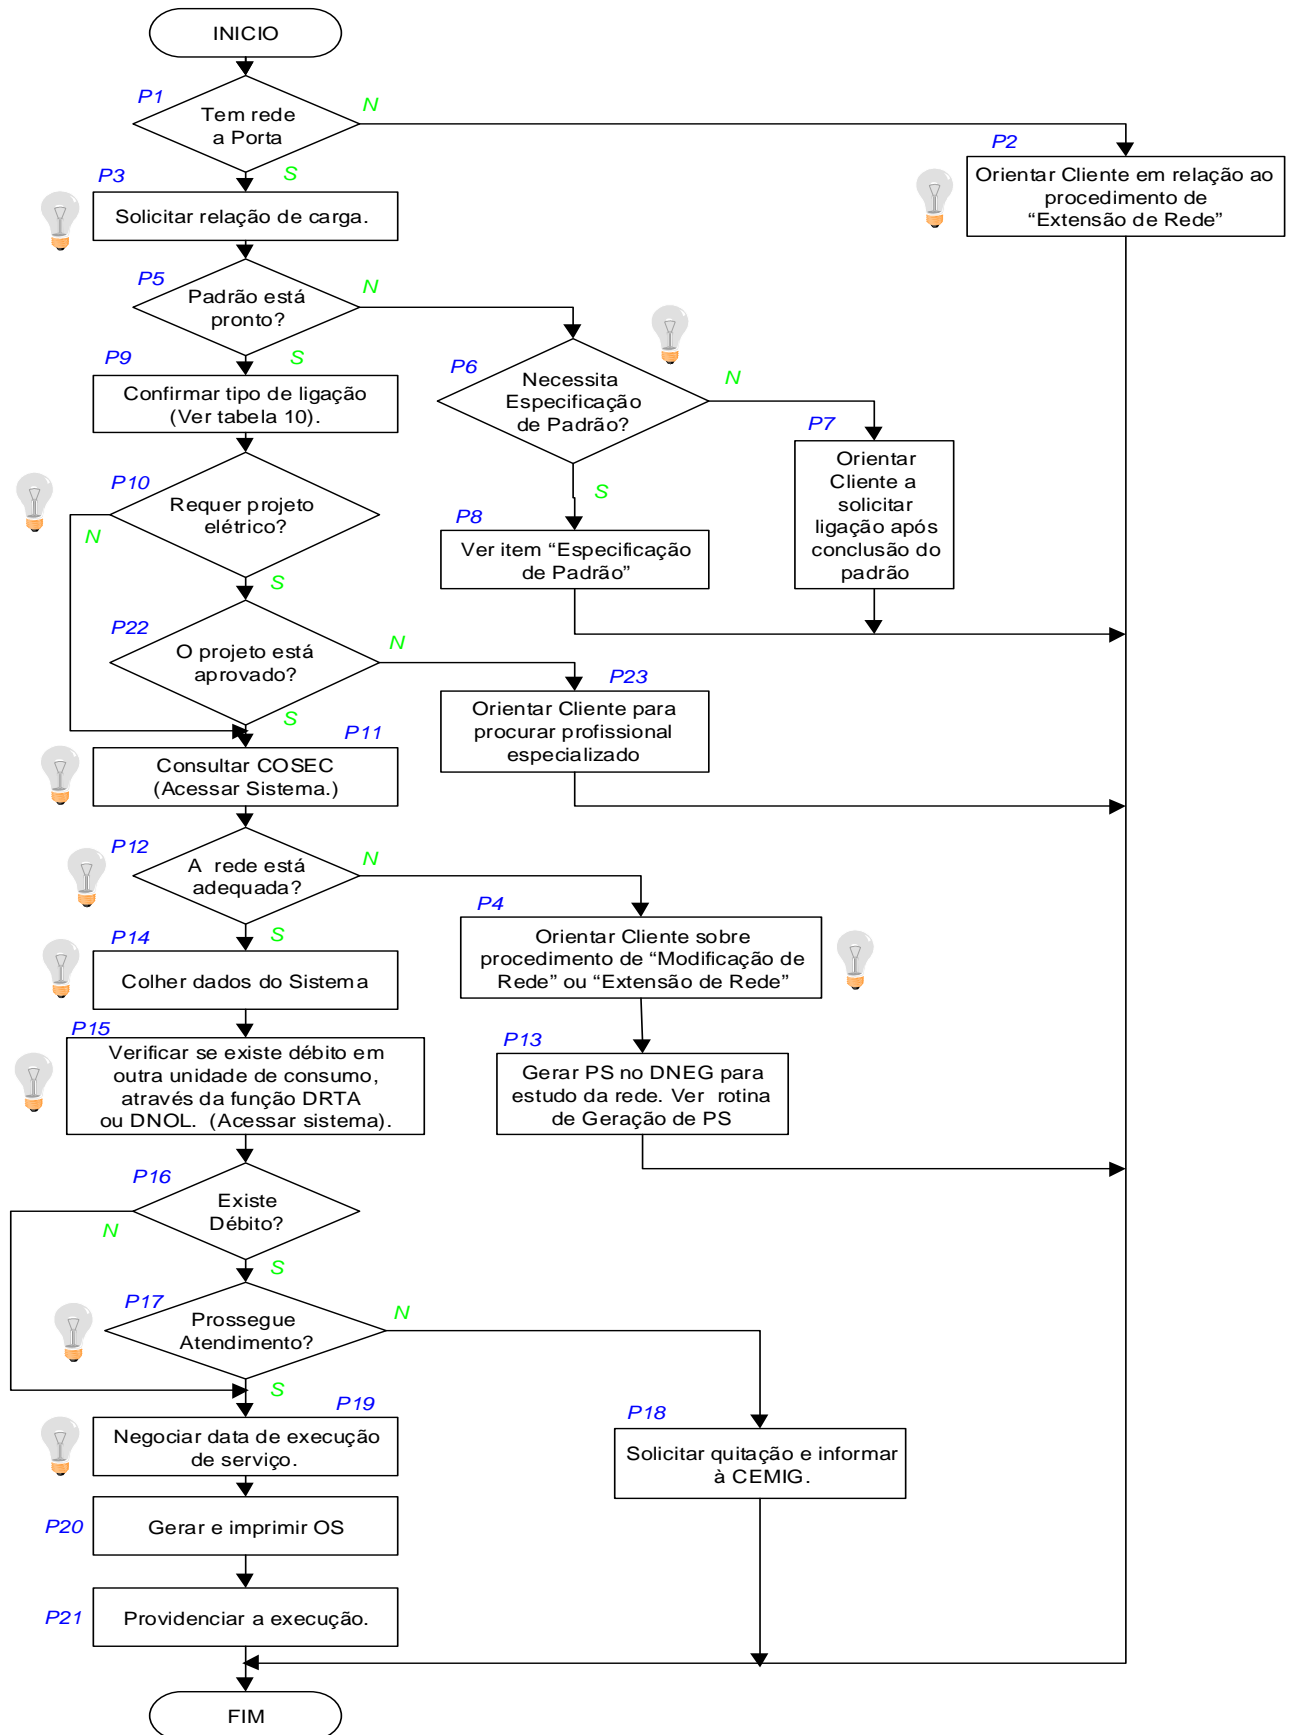 INICIO
P1
Tem rede
a Porta
N
S
P2
Orientar Cliente em relação ao
procedimento de
“Extensão de Rede”
P3
Solicitar relação de carga.
P5
Padrão está
pronto?
N
S
P6
Necessita
Especificação
de Padrão?
N
S
P7
Orientar
Cliente a
solicitar
ligação após
conclusão do
padrão
P8
Ver item “Especificação
de Padrão”
P9
Confirmar tipo de ligação
(Ver tabela 10).
P10
Requer projeto
elétrico?
N
S
P22
O projeto está
aprovado?
N
S
P23
Orientar Cliente para
procurar profissional
especializado
P11
Consultar COSEC
(Acessar Sistema.)
P12
A rede está
adequada?
N
S
P4
Orientar Cliente sobre
procedimento de “Modificação de
Rede” ou “Extensão de Rede”
P13
Gerar PS no DNEG para
estudo da rede. Ver rotina
de Geração de PS
P14
Colher dados do Sistema
P15
Verificar se existe débito em
outra unidade de consumo,
através da função DRTA
ou DNOL. (Acessar sistema).
P16
Existe
Débito?
N
S
P17
Prossegue
Atendimento?
N
S
P18
Solicitar quitação e informar
à CEMIG.
P19
Negociar data de execução
de serviço.
P20
Gerar e imprimir OS
P21
Providenciar a execução.
FIM